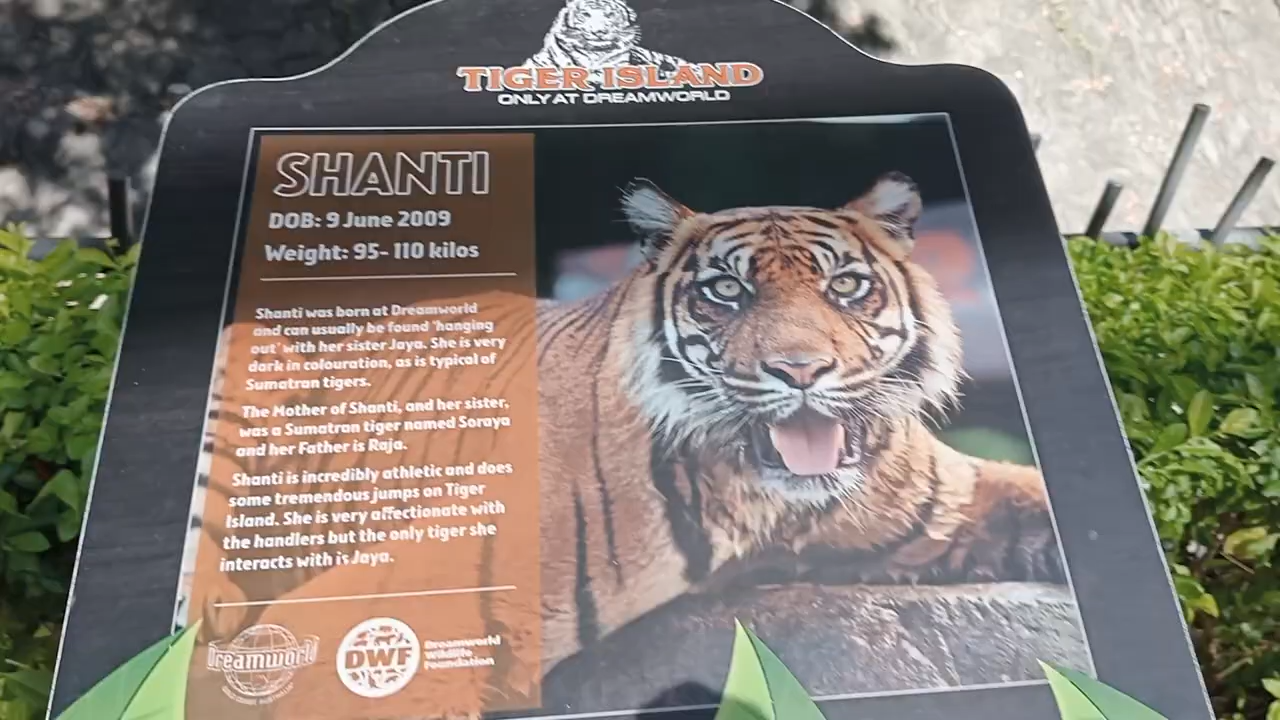 TIGER ISLAND
ONLY AT DREAMWORLD
SHANTI
DOB: 9 June 2009
Weight: 95-110 kilos
Shanti was born at Dreamworld
and can usually be found 'hanging
out' with her sister Jaya. She is very
dark in colouration, as is typical of
Sumatran tigers.
The Mother of Shanti, and her sister,
was a Sumatran tiger named Soraya
and her Father is Raja.
Shanti is incredibly athletic and does
some tremendous jumps on Tiger
Island. She is very affectionate with
the handlers but the only tiger she
interacts with is Jaya.
Dreamworld
DWF
Dreamworld
Wildlife
Foundation